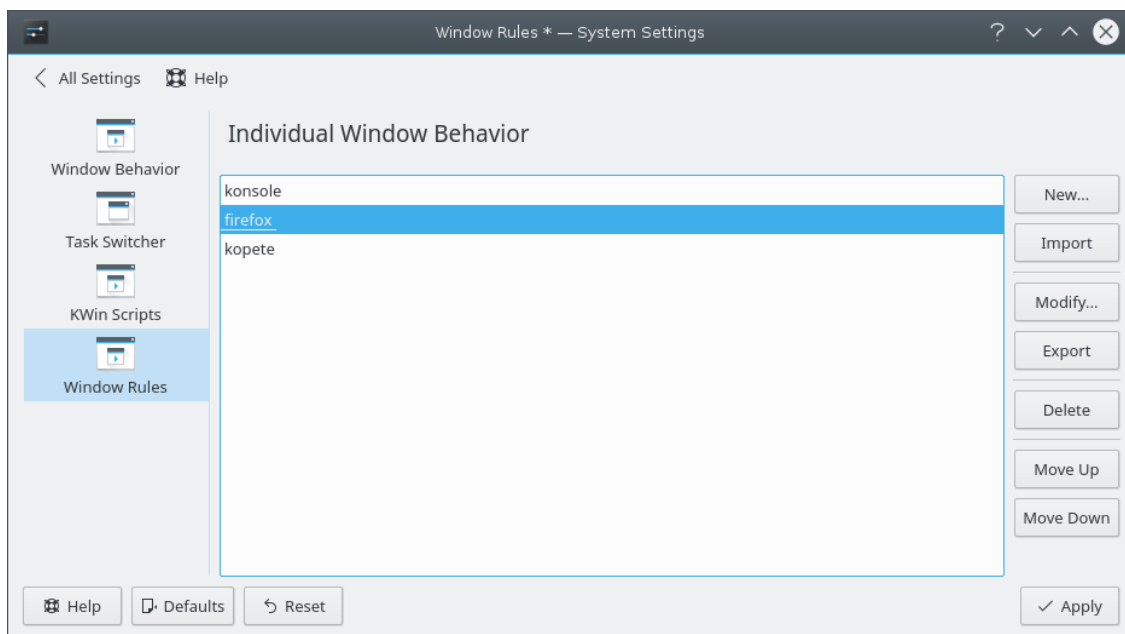 Window Rules * — System Settings
All Settings
Help
Window Behavior
Task Switcher
KWin Scripts
Window Rules
Individual Window Behavior
konsole
firefox
kopete
New...
Import
Modify...
Export
Delete
Move Up
Move Down
Help
Defaults
Reset
Apply